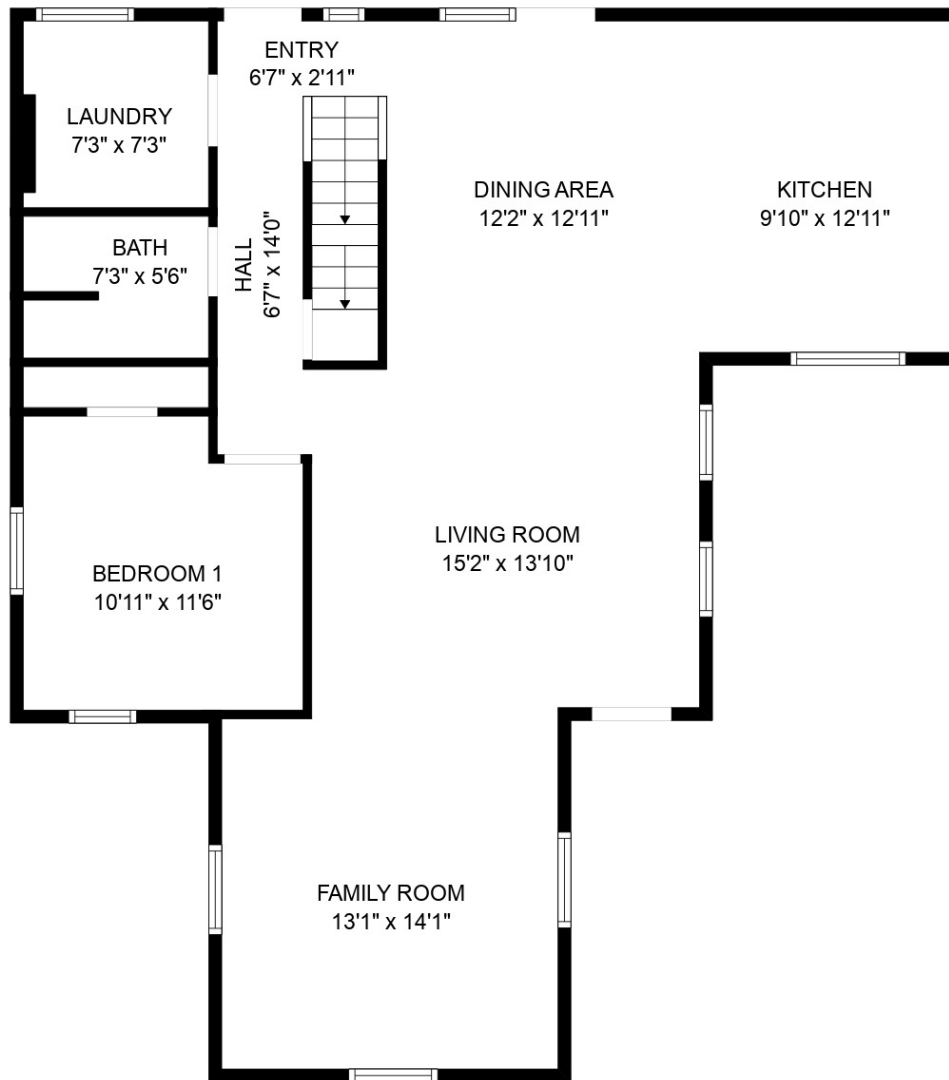 ENTRY
6'7" x 2'11"
LAUNDRY
7'3" x 7'3"
DINING AREA
12'2" x 12'11"
KITCHEN
9'10" x 12'11"
BATH
7'3" x 5'6"
HALL
6'7" x 14'0"
LIVING ROOM
15'2" x 13'10"
BEDROOM 1
10'11" x 11'6"
FAMILY ROOM
13'1" x 14'1"